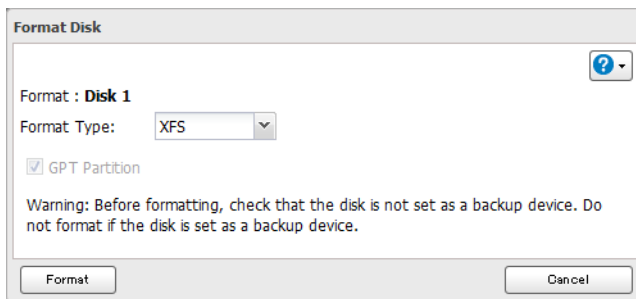 Format Disk
?
Format : Disk 1
Format Type: XFS
GPT Partition
Warning: Before formatting, check that the disk is not set as a backup device. Do
not format if the disk is set as a backup device.
Format Cancel